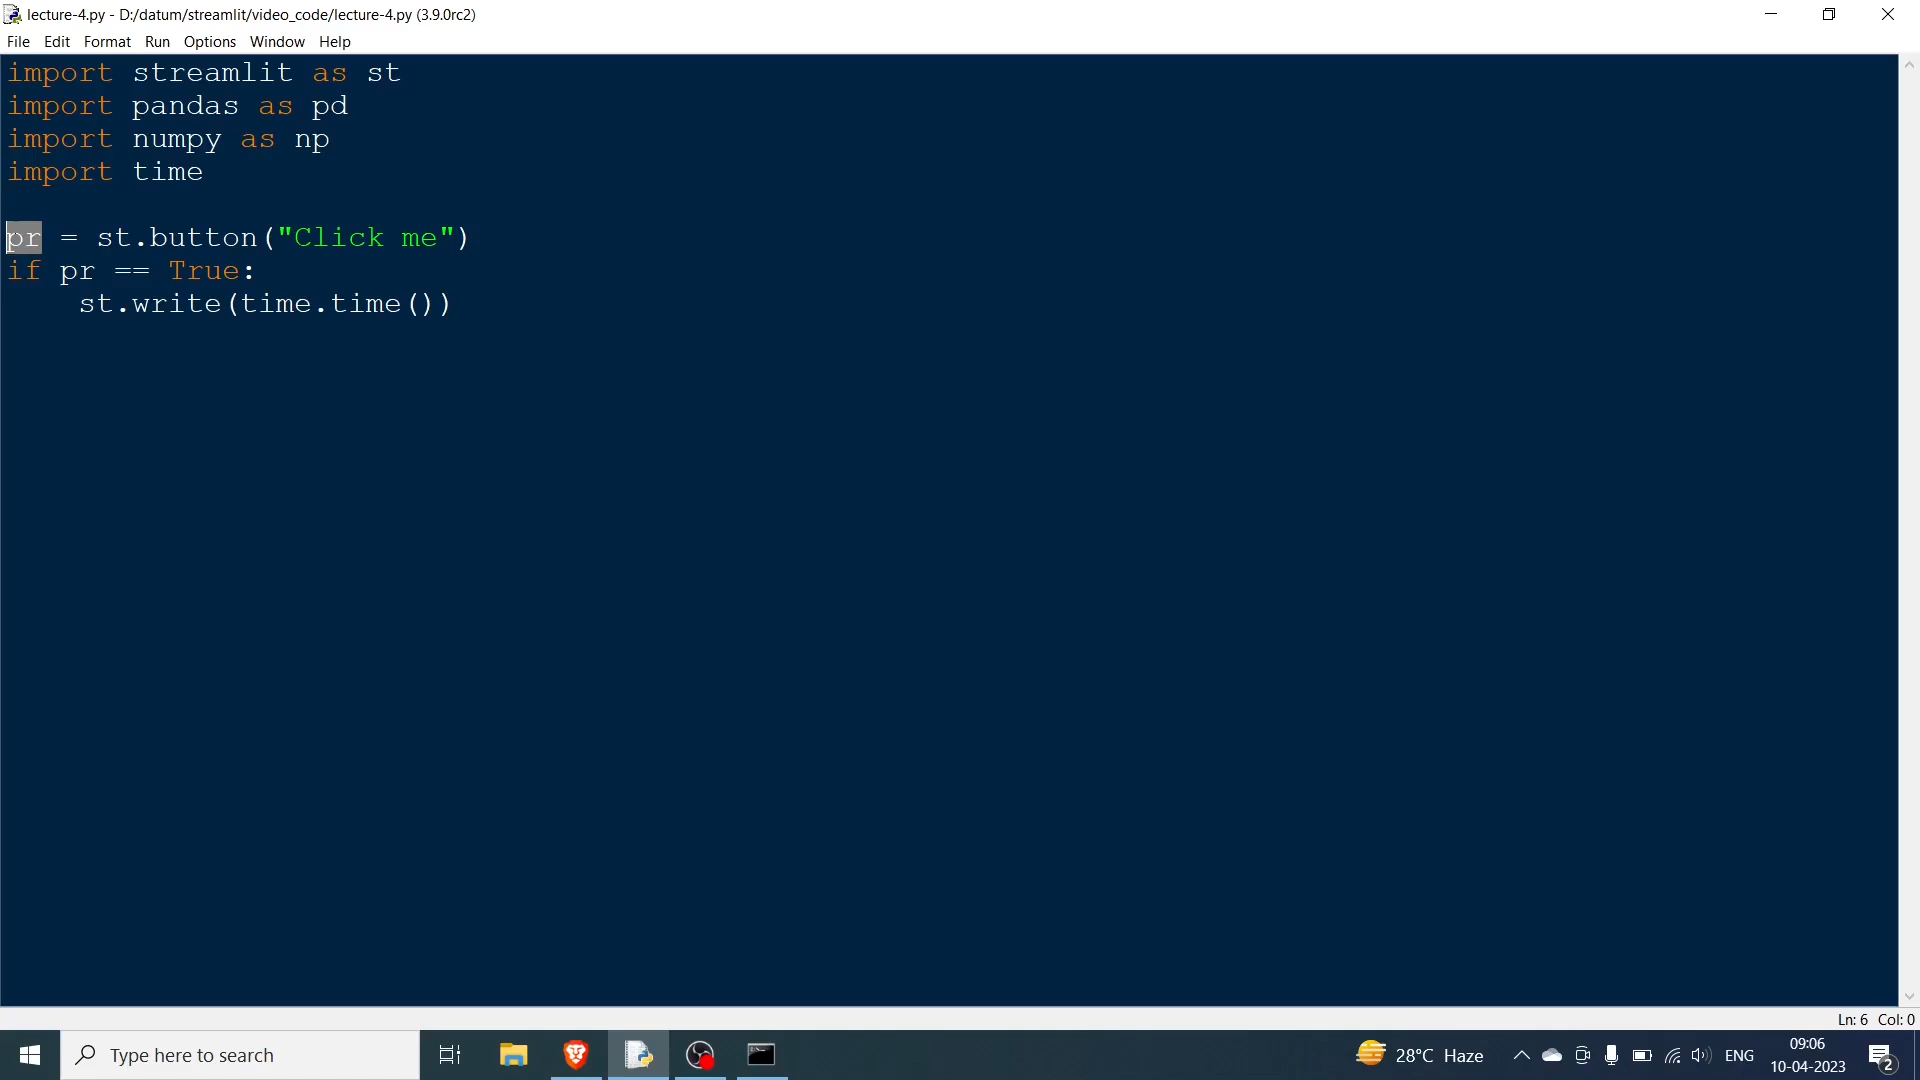 lecture-4.py - D:/datum/streamlit/video_code/lecture-4.py (3.9.0rc2)
File Edit Format Run Options Window Help
import streamlit as st
import pandas as pd
import numpy as np
import time
pr = st.button("Click me")
if pr == True:
    st.write(time.time())
Ln: 6 Col: 0
Type here to search
28°C Haze
ENG
09:06
10-04-2023
2